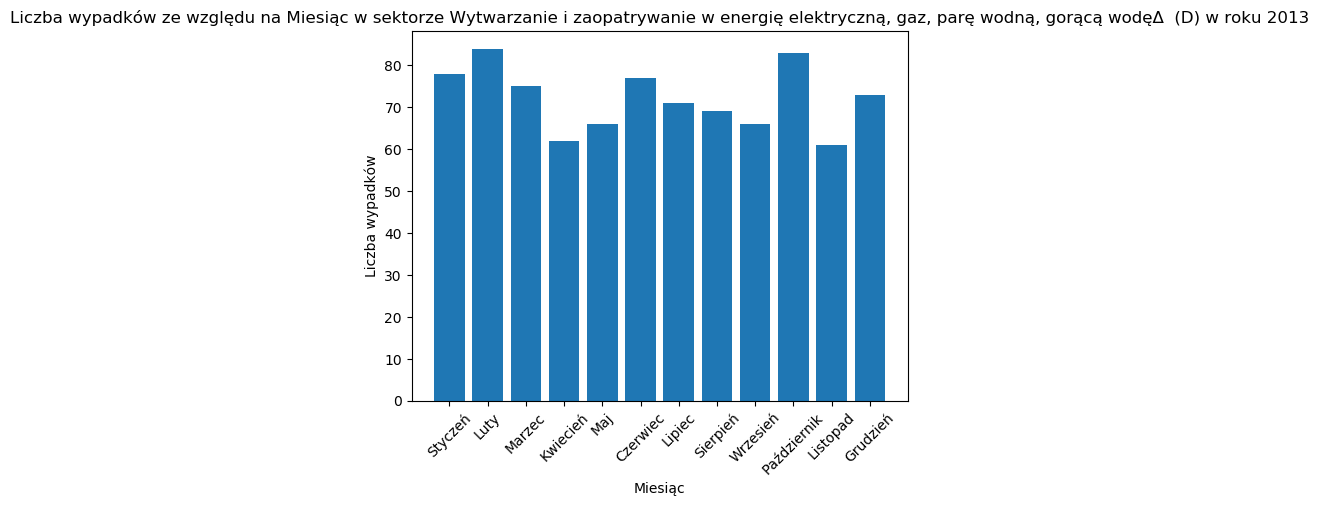 Liczba wypadków ze względu na Miesiąc w sektorze Wytwarzanie i zaopatrywanie w energię elektryczną, gaz, parę wodną, gorącą wodęΔ  (D) w roku 2013
80
70
60
50
40
30
20
10
0
Liczba wypadków
Styczeń
Luty
Marzec
Kwiecień
Maj
Czerwiec
Lipiec
Sierpień
Wrzesień
Październik
Listopad
Grudzień
Miesiąc